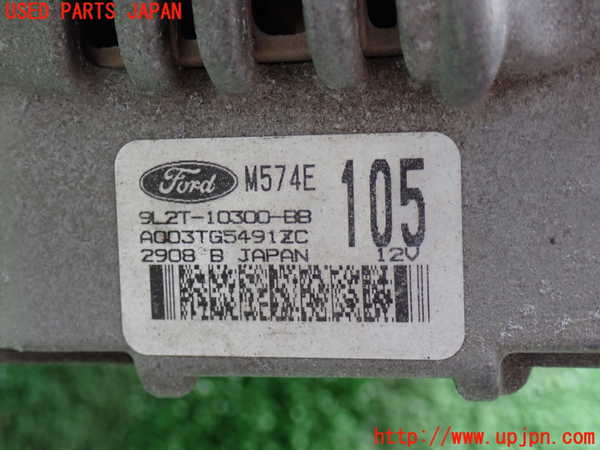 USED PARTS JAPAN
Ford M574E 105
9L2T-10300-BB
A003TG5491ZC
2908 B JAPAN 12V
http://www.upjpn.com/